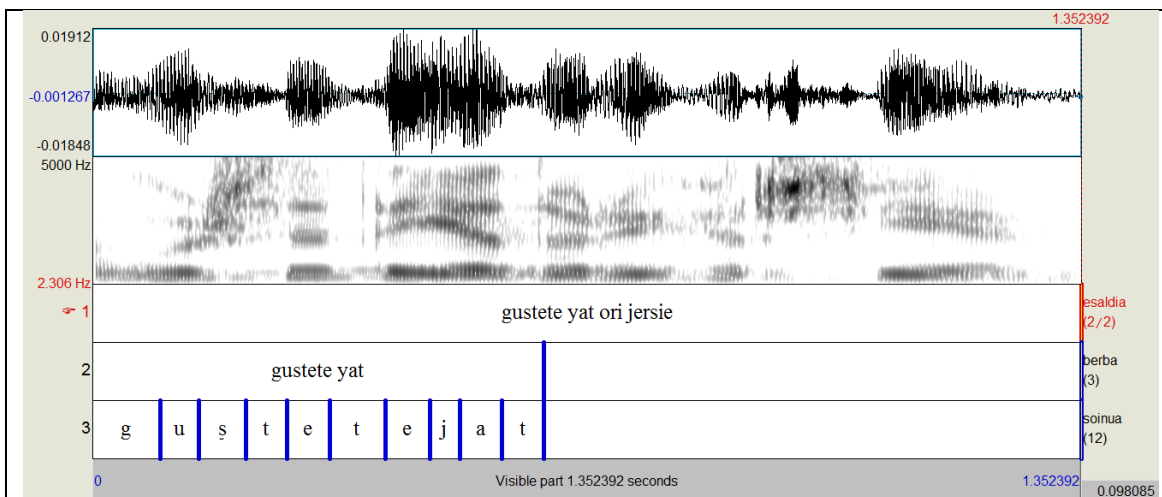 1.352392
0.01912
-0.001267
-0.01848
5000 Hz
2.306 Hz
1 gustete yat ori jersie esaldia (2/2)
2 gustete yat berba (3)
3 g u ș t e t e j a t soinua (12)
0 Visible part 1.352392 seconds 1.352392
0.098085